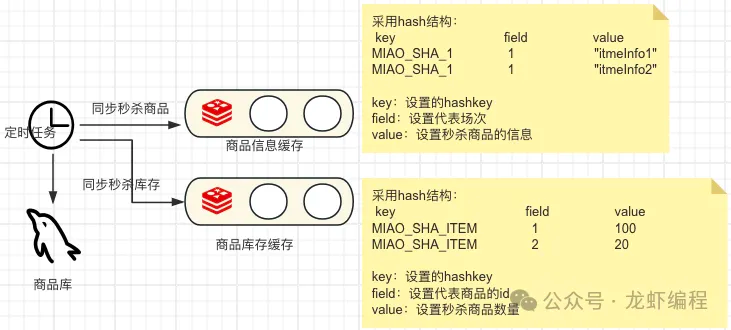 采用hash结构：
key field value
MIAO_SHA_1 1 "itmeInfo1"
MIAO_SHA_1 1 "itmeInfo2"
key：设置的hashkey
field：设置代表场次
value：设置秒杀商品的信息
同步秒杀商品
定时任务
商品信息缓存
同步秒杀库存
商品库存缓存
商品库
采用hash结构：
key field value
MIAO_SHA_ITEM 1 100
MIAO_SHA_ITEM 2 20
key：设置的hashkey
field：设置代表商品的id
value：设置秒杀商品数量
公众号·龙虾编程